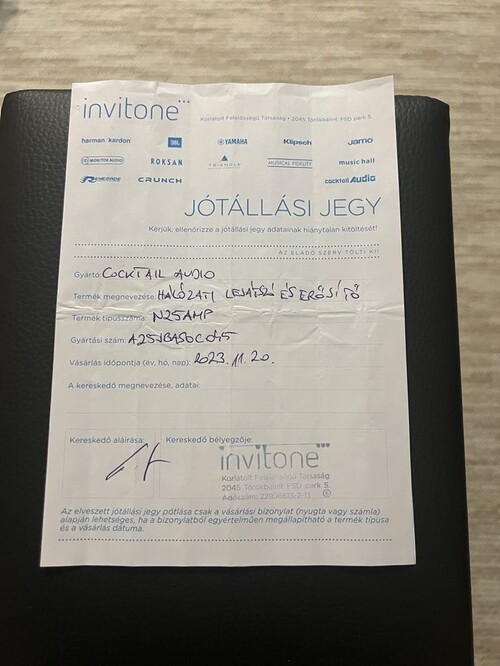 invitone
Korlátolt Felelősségű Társaság • 2045 Törökbálint, FSD park 5.
harman/kardon JBL YAMAHA Klipsch Jamo
MONITOR AUDIO ROKSAN TRIANGLE MUSICAL FIDELITY music hall
RENEGADE CRUNCH cocktail Audio
JÓTÁLLÁSI JEGY
Kérjük, ellenőrizze a jótállási jegy adatainak hiánytalan kitöltését!
AZ ELADÓ SZERV TÖLTI KI!
Gyártó: COCKTAIL AUDIO
Termék megnevezése: HÁLÓZATI LEJÁTSZÓ ÉS ERŐSÍTŐ
Termék típusszáma: N25AMP
Gyártási szám:
Vásárlás időpontja (év, hó, nap): 2023.11.20.
A kereskedő megnevezése, adatai:
Kereskedő aláírása: Kereskedő bélyegzője:
invitone
Korlátolt Felelősségű Társaság
2045 Törökbálint FSD park 5.
Adószám:
Az elveszett jótállási jegy pótlása csak a vásárlási bizonylat (nyugta vagy számla)
alapján lehetséges, ha a bizonylatból egyértelműen megállapítható a termék típusa
és a vásárlás dátuma.